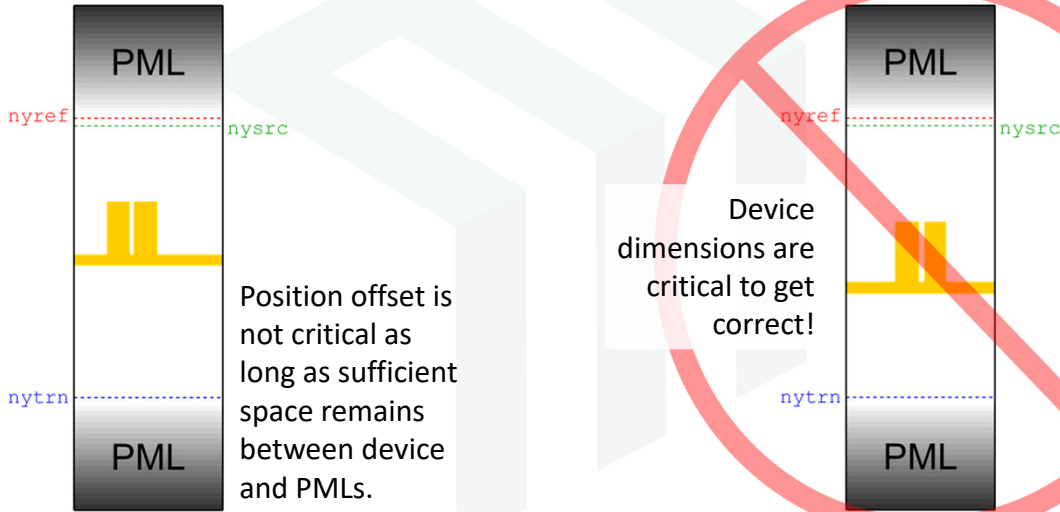 PML
nyref
nysrc
Position offset is
not critical as
long as sufficient
space remains
between device
and PMLs.
nytrn
PML
PML
nyref
nysrc
Device
dimensions are
critical to get
correct!
nytrn
PML